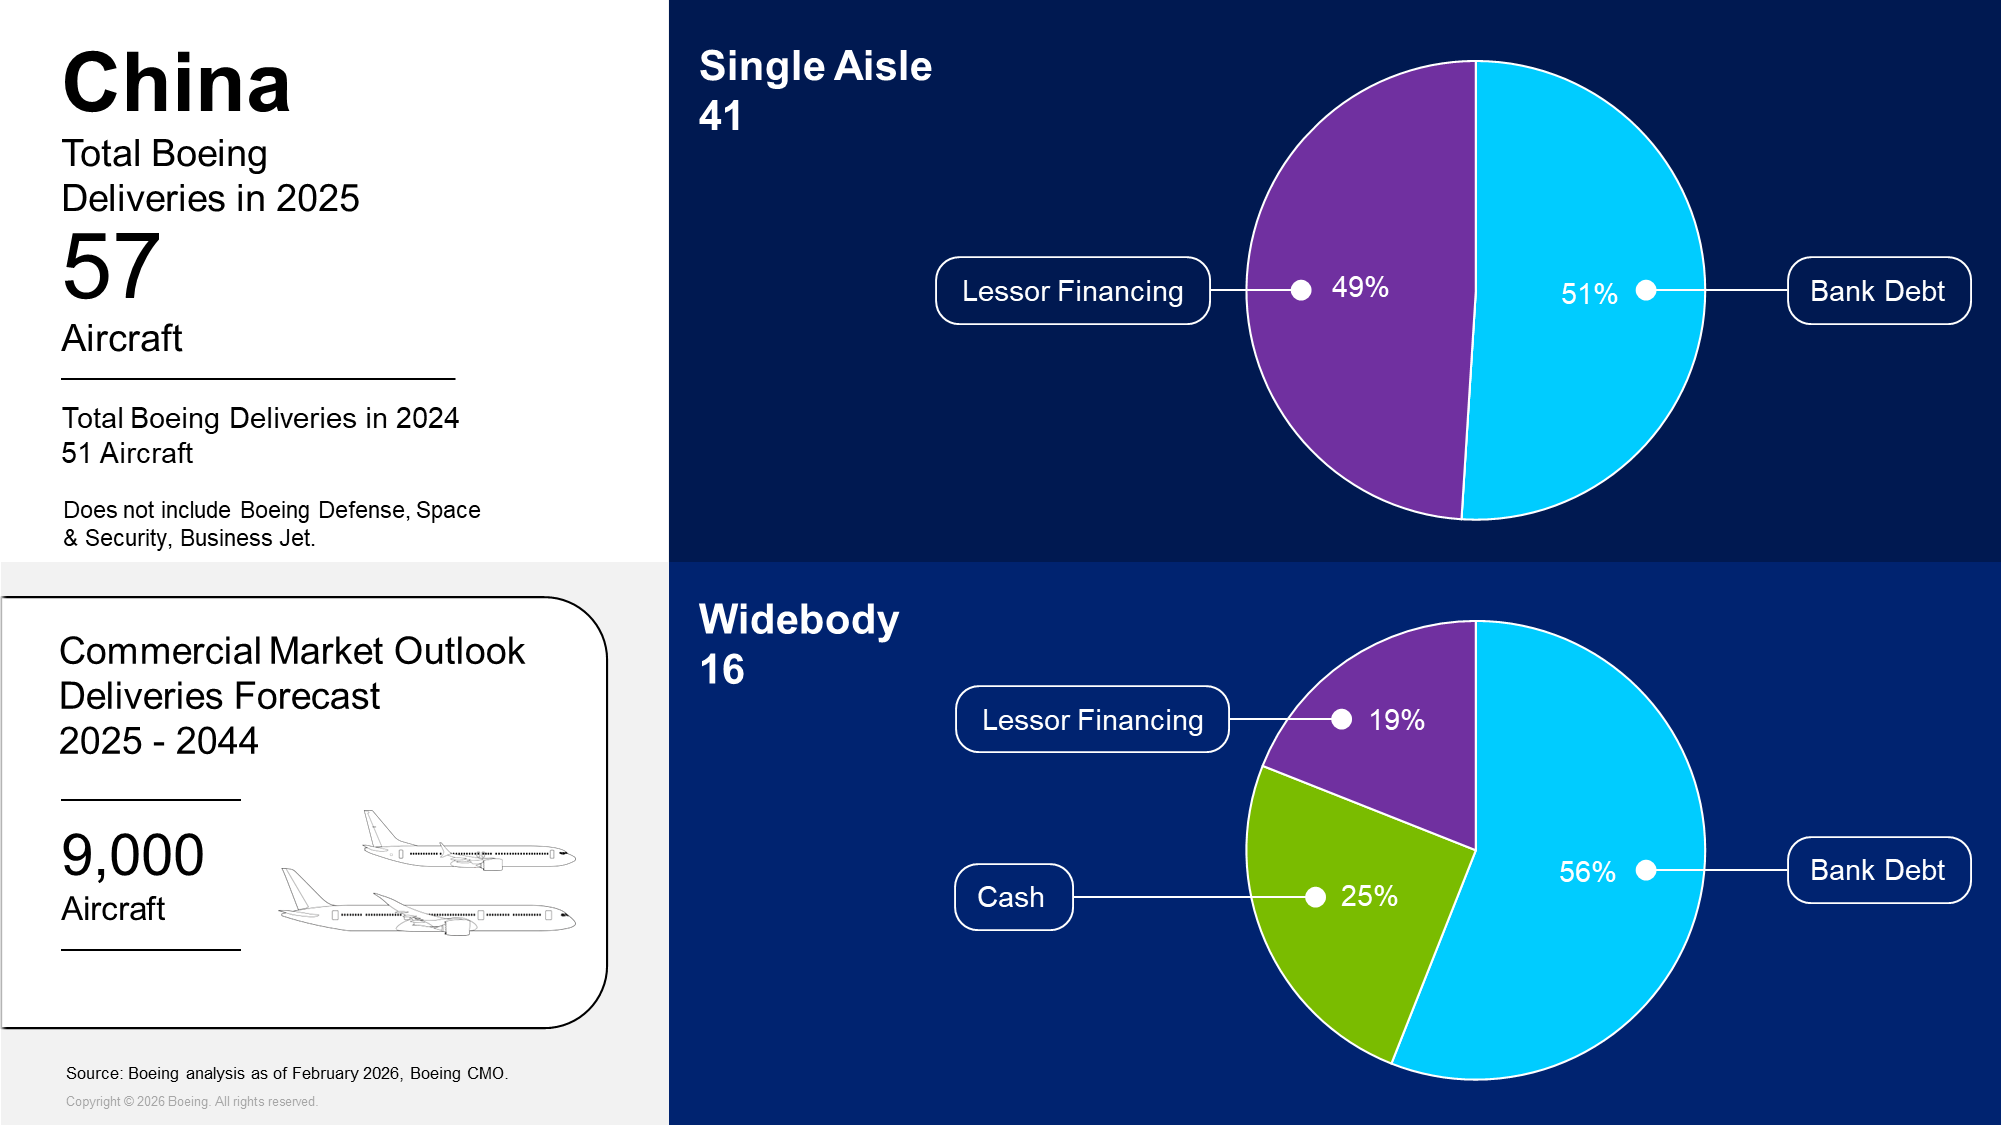 China
Total Boeing
Deliveries in 2025
57
Aircraft
Total Boeing Deliveries in 2024
51 Aircraft
Does not include Boeing Defense, Space
& Security, Business Jet.
Commercial Market Outlook
Deliveries Forecast
2025 - 2044
9,000
Aircraft
Source: Boeing analysis as of February 2026, Boeing CMO.
Copyright © 2026 Boeing. All rights reserved.
Single Aisle
41
Lessor Financing
49%
51%
Bank Debt
Widebody
16
Lessor Financing
19%
Cash
25%
56%
Bank Debt